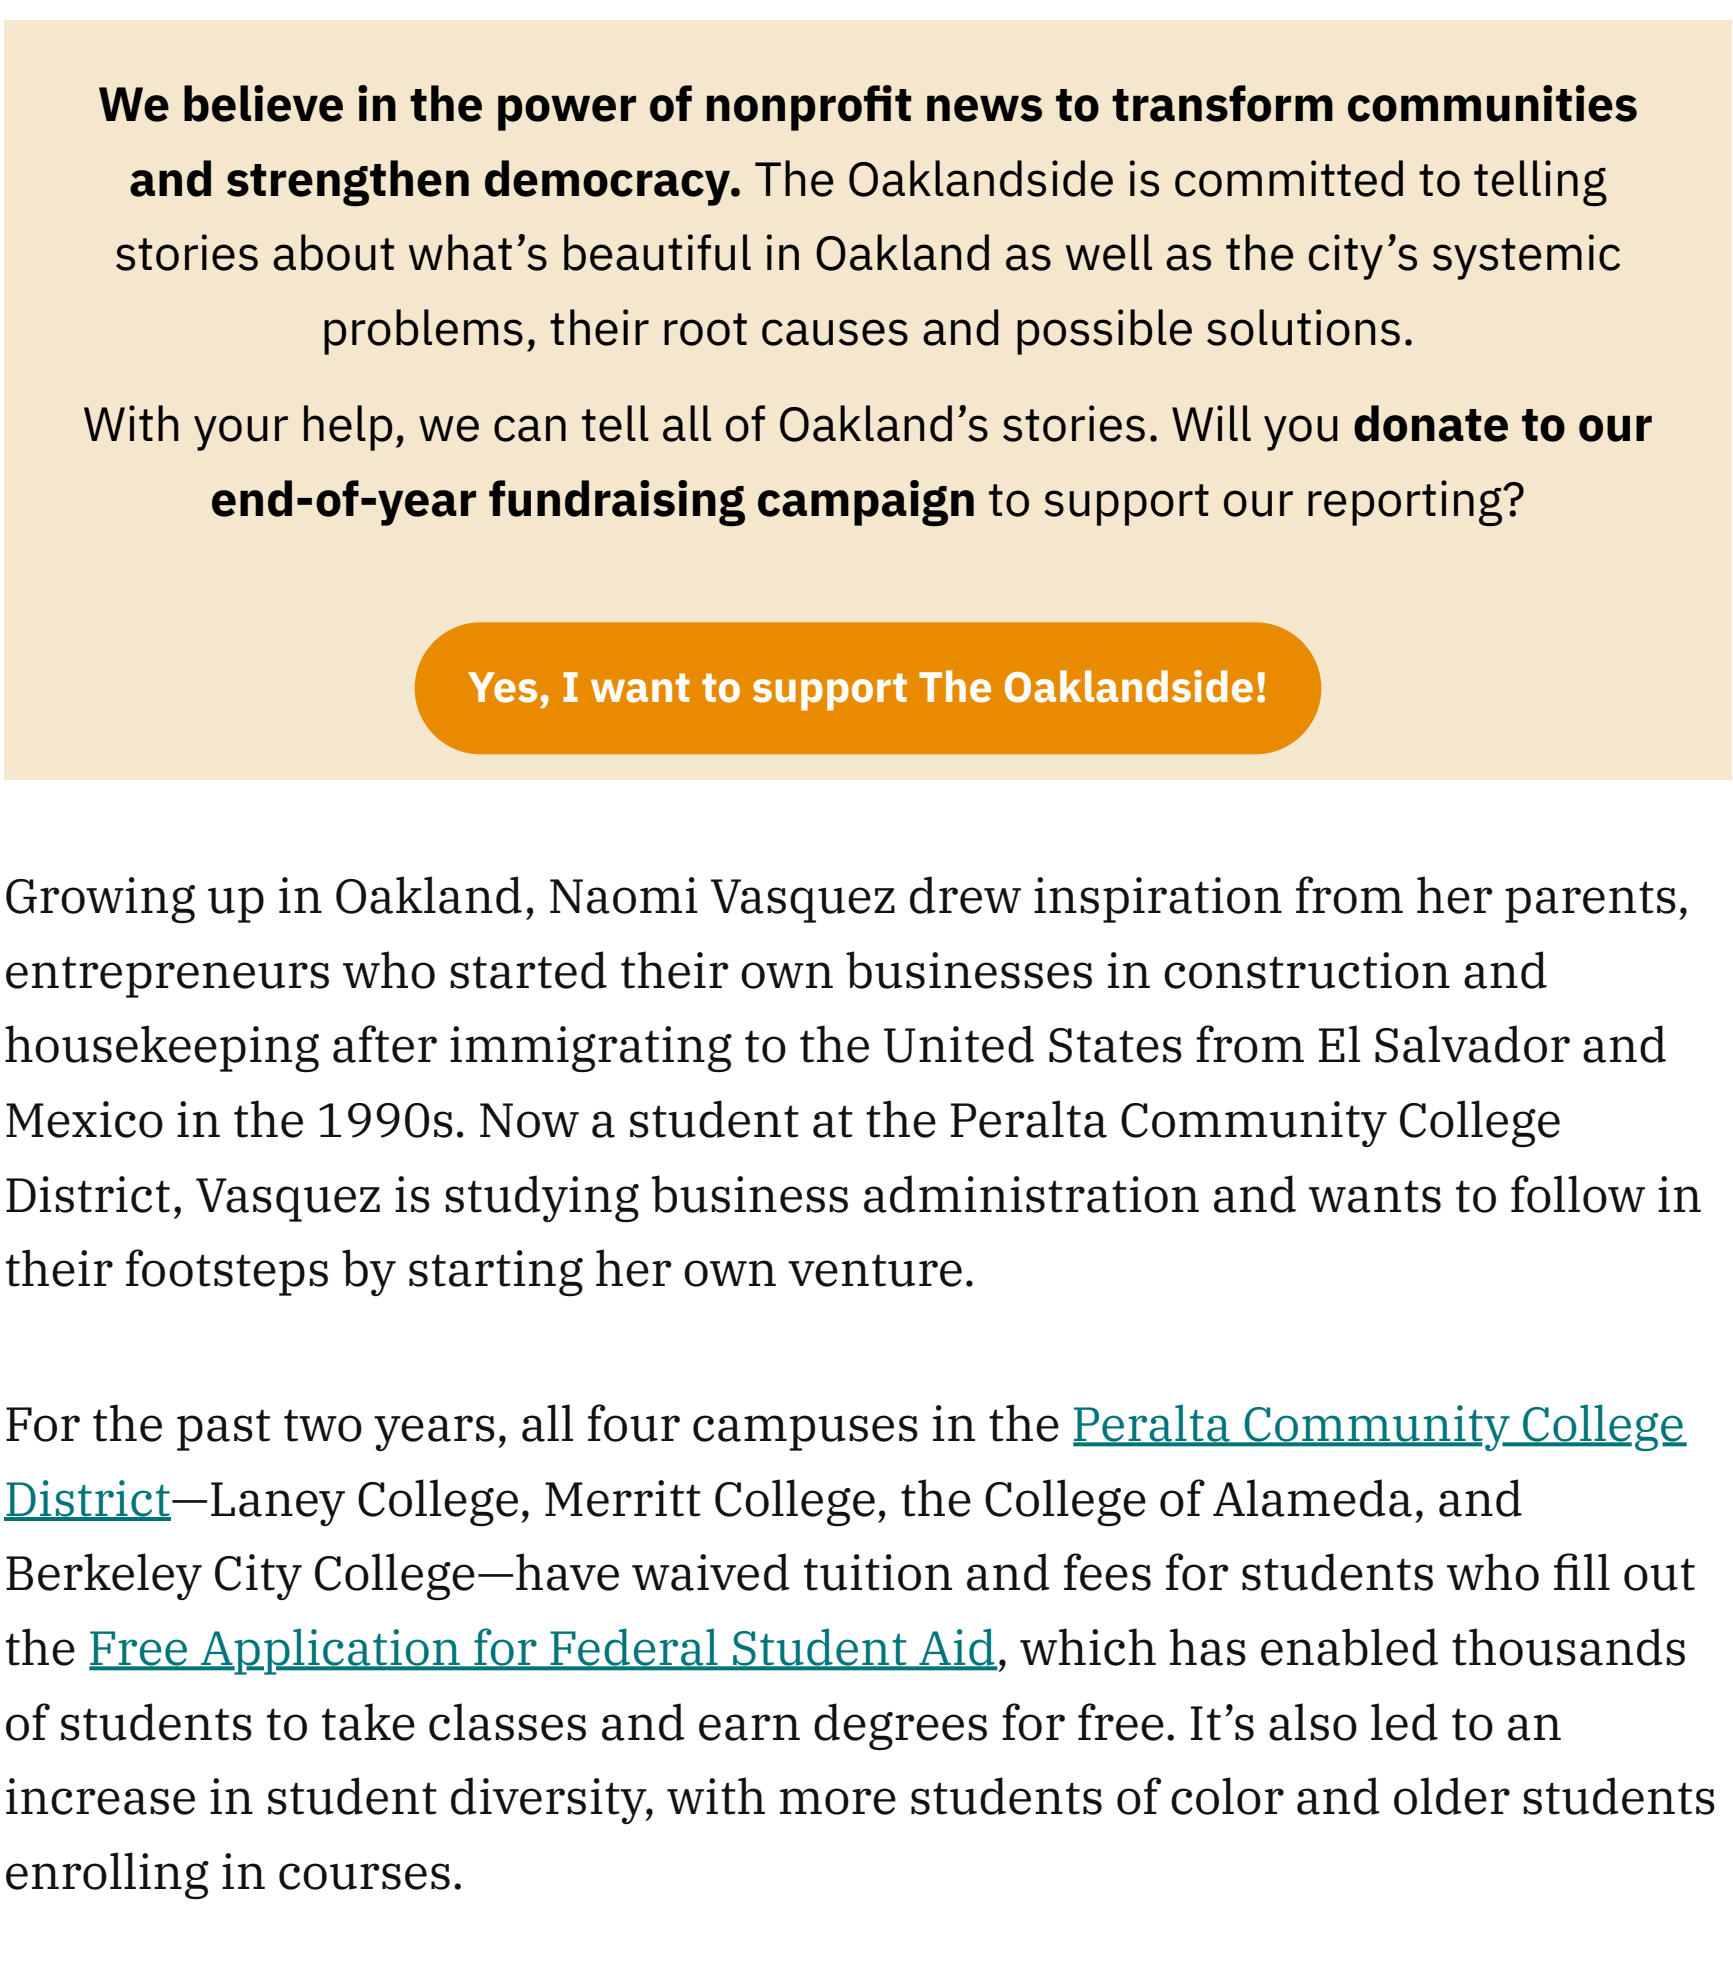 We believe in the power of nonprofit news to transform communities
and strengthen democracy. The Oaklandside is committed to telling
stories about what’s beautiful in Oakland as well as the city’s systemic
problems, their root causes and possible solutions.
With your help, we can tell all of Oakland’s stories. Will you donate to our
end-of-year fundraising campaign to support our reporting?
Yes, I want to support The Oaklandside!
Growing up in Oakland, Naomi Vasquez drew inspiration from her parents,
entrepreneurs who started their own businesses in construction and
housekeeping after immigrating to the United States from El Salvador and
Mexico in the 1990s. Now a student at the Peralta Community College
District, Vasquez is studying business administration and wants to follow in
their footsteps by starting her own venture.
For the past two years, all four campuses in the Peralta Community College
District—Laney College, Merritt College, the College of Alameda, and
Berkeley City College—have waived tuition and fees for students who fill out
the Free Application for Federal Student Aid, which has enabled thousands
of students to take classes and earn degrees for free. It’s also led to an
increase in student diversity, with more students of color and older students
enrolling in courses.